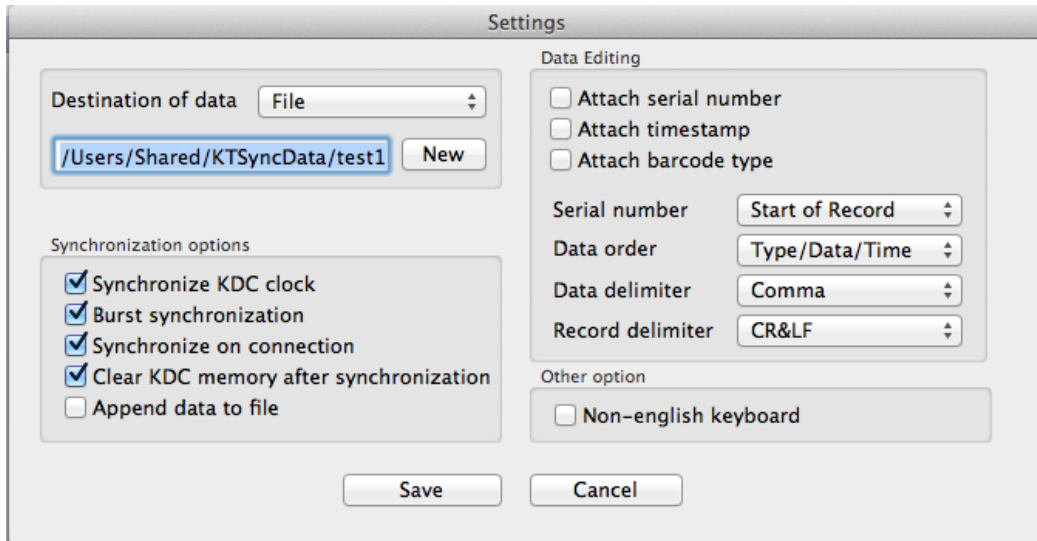 Settings
Destination of data File
/Users/Shared/KTSyncData/test1 New
Synchronization options
Synchronize KDC clock
Burst synchronization
Synchronize on connection
Clear KDC memory after synchronization
Append data to file
Data Editing
Attach serial number
Attach timestamp
Attach barcode type
Serial number Start of Record
Data order Type/Data/Time
Data delimiter Comma
Record delimiter CR&LF
Other option
Non-english keyboard
Save Cancel